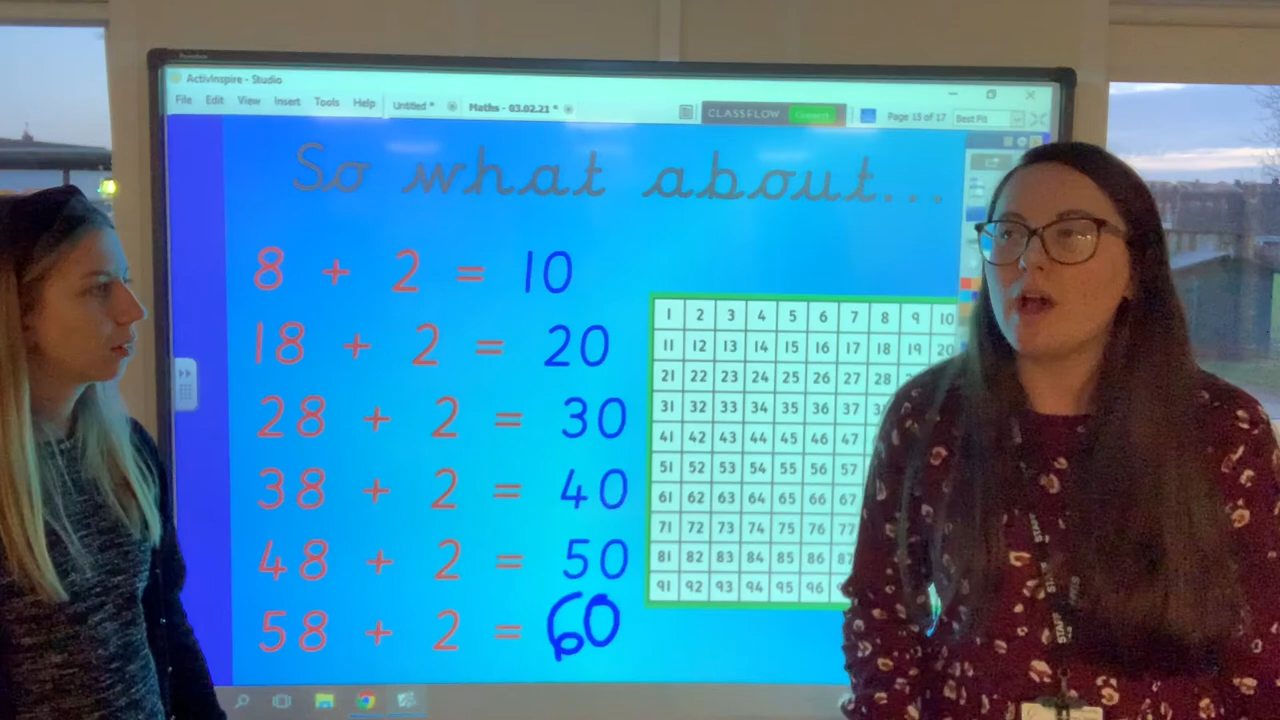 ActivInspire - Studio
File Edit View Insert Tools Help Untitled * Maths - 03.02.21 * CLASSFLOW Connect Page 15 of 17 Best Fit
So what about...
8 + 2 = 10
18 + 2 = 20
28 + 2 = 30
38 + 2 = 40
48 + 2 = 50
58 + 2 = 60
1 2 3 4 5 6 7 8 9 10
11 12 13 14 15 16 17 18 19 20
21 22 23 24 25 26 27 28
31 32 33 34 35 36 37
41 42 43 44 45 46 47
51 52 53 54 55 56 57
61 62 63 64 65 66 67
71 72 73 74 75 76 77
81 82 83 84 85 86 87
91 92 93 94 95 96
STAFF
STAFF